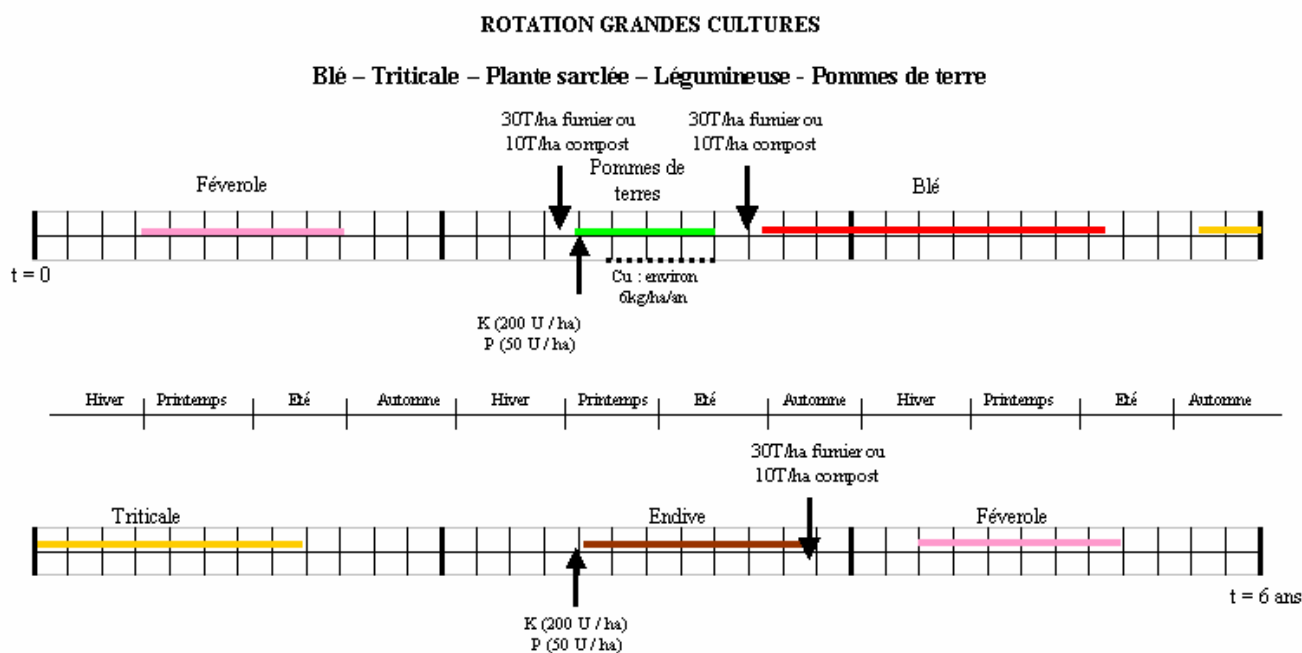 ROTATION GRANDES CULTURES
Blé – Triticale – Plante sarclée – Légumineuse - Pommes de terre
30T/ha fumier ou
10T/ha compost
30T/ha fumier ou
10T/ha compost
Féverole
Pommes de
terres
Blé
t = 0
Cu : environ
6kg/ha/an
K (200 U / ha)
P (50 U / ha)
Hiver Printemps Eté Automne Hiver Printemps Eté Automne Hiver Printemps Eté Automne
30T/ha fumier ou
10T/ha compost
Triticale
Endive
Féverole
t = 6 ans
K (200 U / ha)
P (50 U / ha)